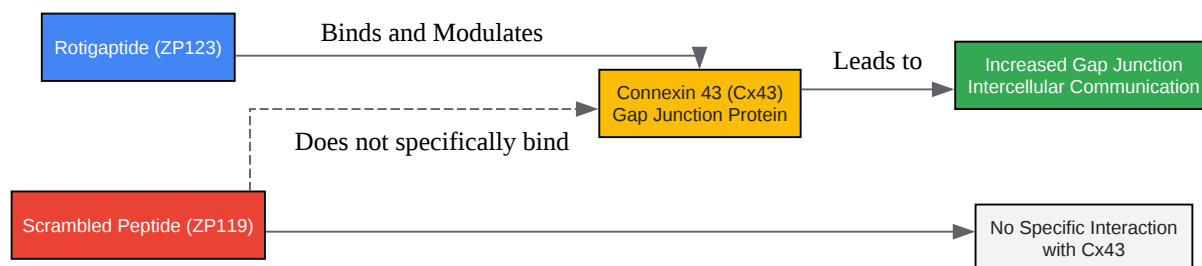 Rotigaptide (ZP123)
Binds and Modulates
Connexin 43 (Cx43)
Gap Junction Protein
Leads to
Increased Gap Junction
Intercellular Communication
Does not specifically bind
Scrambled Peptide (ZP119)
No Specific Interaction
with Cx43